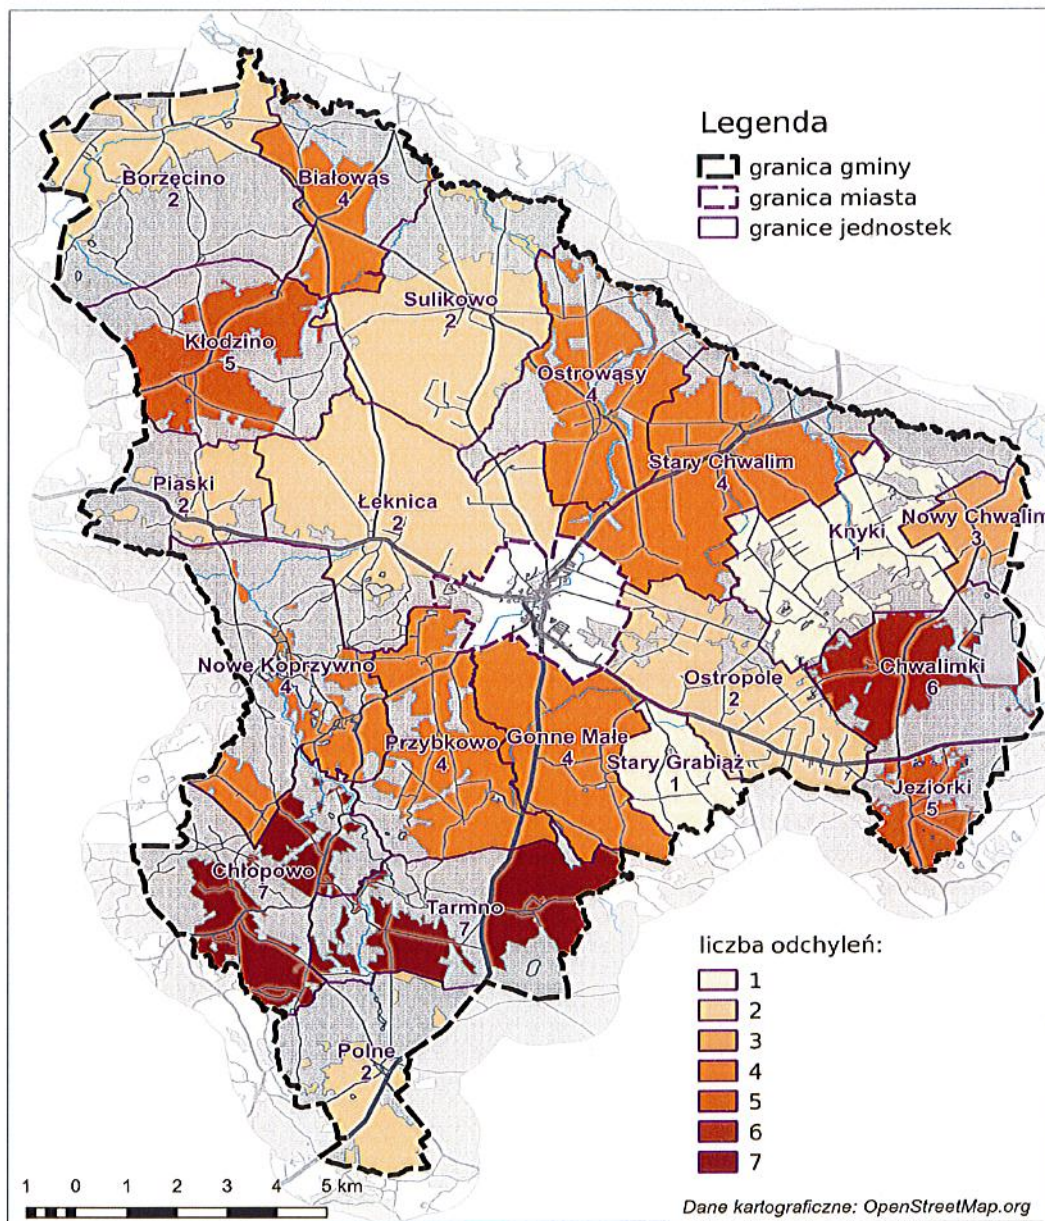 Legenda
granica gminy
granica miasta
granice jednostek
Borzęcino
2
Białowąs
4
Sulikowo
2
Kłodzino
5
Ostrowąsy
4
Stary Chwalim
4
Piaski
2
Łeknica
2
Knyki
1
Nowy Chwalim
3
Nowe Koprzywno
4
Chwalimki
6
Ostropole
2
Przybkowo
4
Gonne Małe
4
Stary Grabiąż
1
Jeziorki
5
Chłopowo
7
Tarmno
7
Polne
2
liczba odchyleń:
1
2
3
4
5
6
7
1 0 1 2 3 4 5 km
Dane kartograficzne: OpenStreetMap.org